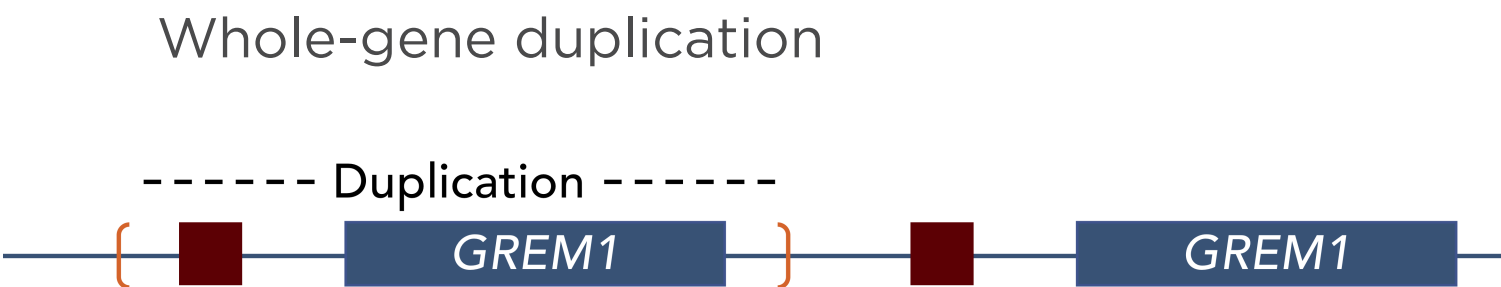 Whole-gene duplication
------ Duplication ------
GREM1 GREM1